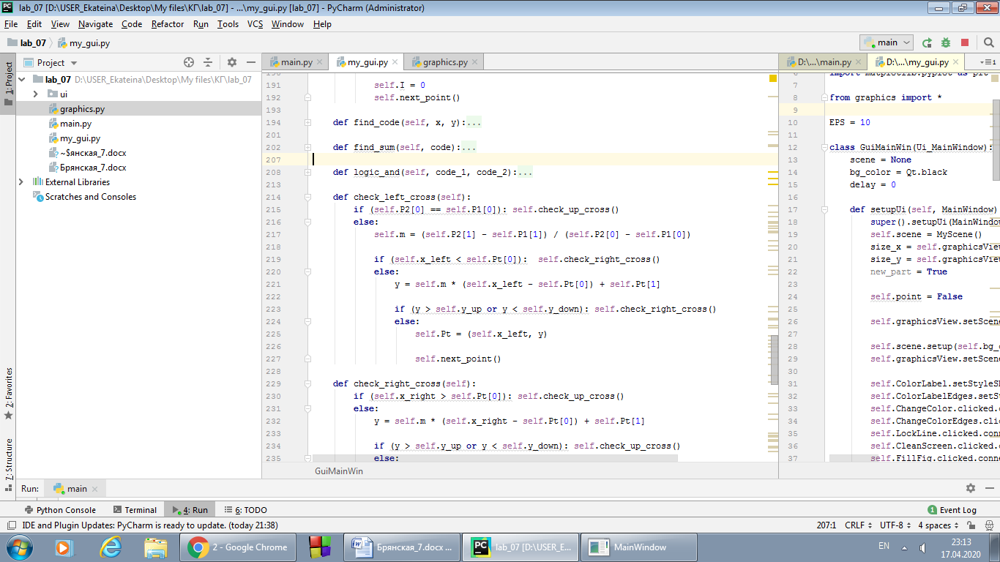 lab_07 [D:\USER_Ekateina\Desktop\My files\КГ\lab_07] - ...\my_gui.py [lab_07] - PyCharm (Administrator)
File Edit View Navigate Code Refactor Run Tools VCS Window Help
lab_07 my_gui.py main
Project
1: Project
2: Favorites
7: Structure
lab_07 D:\USER_Ekateina\Desktop\My files\КГ\lab_07
ui
graphics.py
main.py
my_gui.py
~$янская_7.docx
Брянская_7.docx
External Libraries
Scratches and Consoles
main.py my_gui.py graphics.py
191 self.I = 0
192 self.next_point()
193
194 def find_code(self, x, y):...
201
202 def find_sum(self, code):...
207
208 def logic_and(self, code_1, code_2):...
213
214 def check_left_cross(self):
215 if (self.P2[0] == self.P1[0]): self.check_up_cross()
216 else:
217 self.m = (self.P2[1] - self.P1[1]) / (self.P2[0] - self.P1[0])
218
219 if (self.x_left < self.Pt[0]): self.check_right_cross()
220 else:
221 y = self.m * (self.x_left - self.Pt[0]) + self.Pt[1]
222
223 if (y > self.y_up or y < self.y_down): self.check_right_cross()
224 else:
225 self.Pt = (self.x_left, y)
226
227 self.next_point()
228
229 def check_right_cross(self):
230 if (self.x_right > self.Pt[0]): self.check_up_cross()
231 else:
232 y = self.m * (self.x_right - self.Pt[0]) + self.Pt[1]
233
234 if (y > self.y_up or y < self.y_down): self.check_up_cross()
235 else:
GuiMainWin
D:\...\main.py D:\...\my_gui.py 1
6 import matplotlib.pyplot as plt
7
8 from graphics import *
9
10 EPS = 10
11
12 class GuiMainWin(Ui_MainWindow):
13 scene = None
14 bg_color = Qt.black
15 delay = 0
16
17 def setupUi(self, MainWindow)
18 super().setupUi(MainWindow
19 self.scene = MyScene()
20 size_x = self.graphicsView
21 size_y = self.graphicsView
22 new_part = True
23
24 self.point = False
25
26 self.graphicsView.setScene
27
28 self.scene.setup(self.bg_c
29 self.graphicsView.setScene
30
31 self.ColorLabel.setStyleS
32 self.ColorLabelEdges.setSt
33 self.ChangeColor.clicked.c
34 self.ChangeColorEdges.clic
35 self.LockLine.clicked.conn
36 self.CleanScreen.clicked.c
37 self.FillFig.clicked.conne
Run: main
Python Console Terminal 4: Run 6: TODO 1 Event Log
IDE and Plugin Updates: PyCharm is ready to update. (today 21:38) 207:1 CRLF UTF-8 4 spaces
2 - Google Chrome Брянская_7.docx ... lab_07 [D:\USER_E... MainWindow EN 23:13
17.04.2020